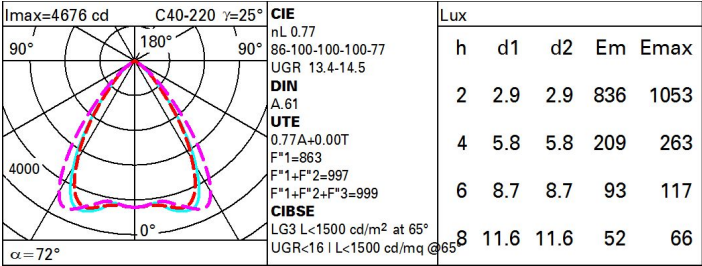 Imax=4676 cd C40-220 γ=25°
90° 180° 90°
4000
0°
α=72°
CIE
nL 0.77
86-100-100-100-77
UGR 13.4-14.5
DIN
A.61
UTE
0.77A+0.00T
F"1=863
F"1+F"2=997
F"1+F"2+F"3=999
CIBSE
LG3 L<1500 cd/m² at 65°
UGR<16 | L<1500 cd/mq @65°
Lux
h d1 d2 Em Emax
2 2.9 2.9 836 1053
4 5.8 5.8 209 263
6 8.7 8.7 93 117
8 11.6 11.6 52 66